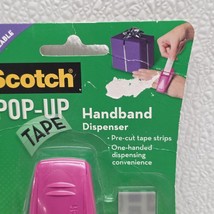 Scotch
POP-UP
TAPE
Handband
Dispenser
• Pre-cut tape strips
• One-handed
dispensing
convenience